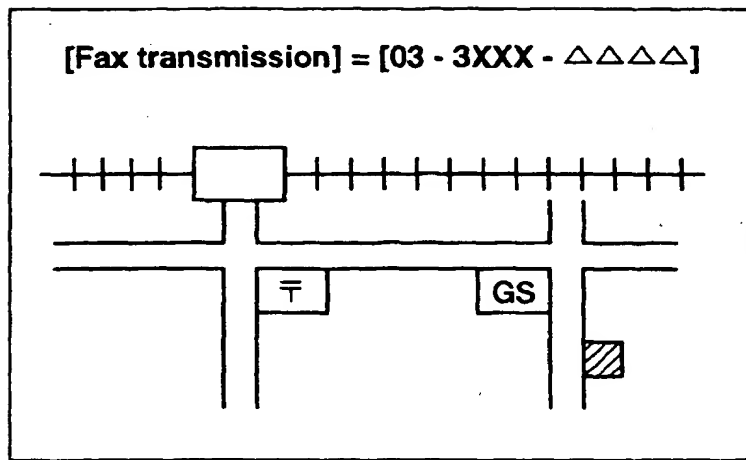 [Fax transmission] = [03 - 3XXX - △△△△]
〒 GS